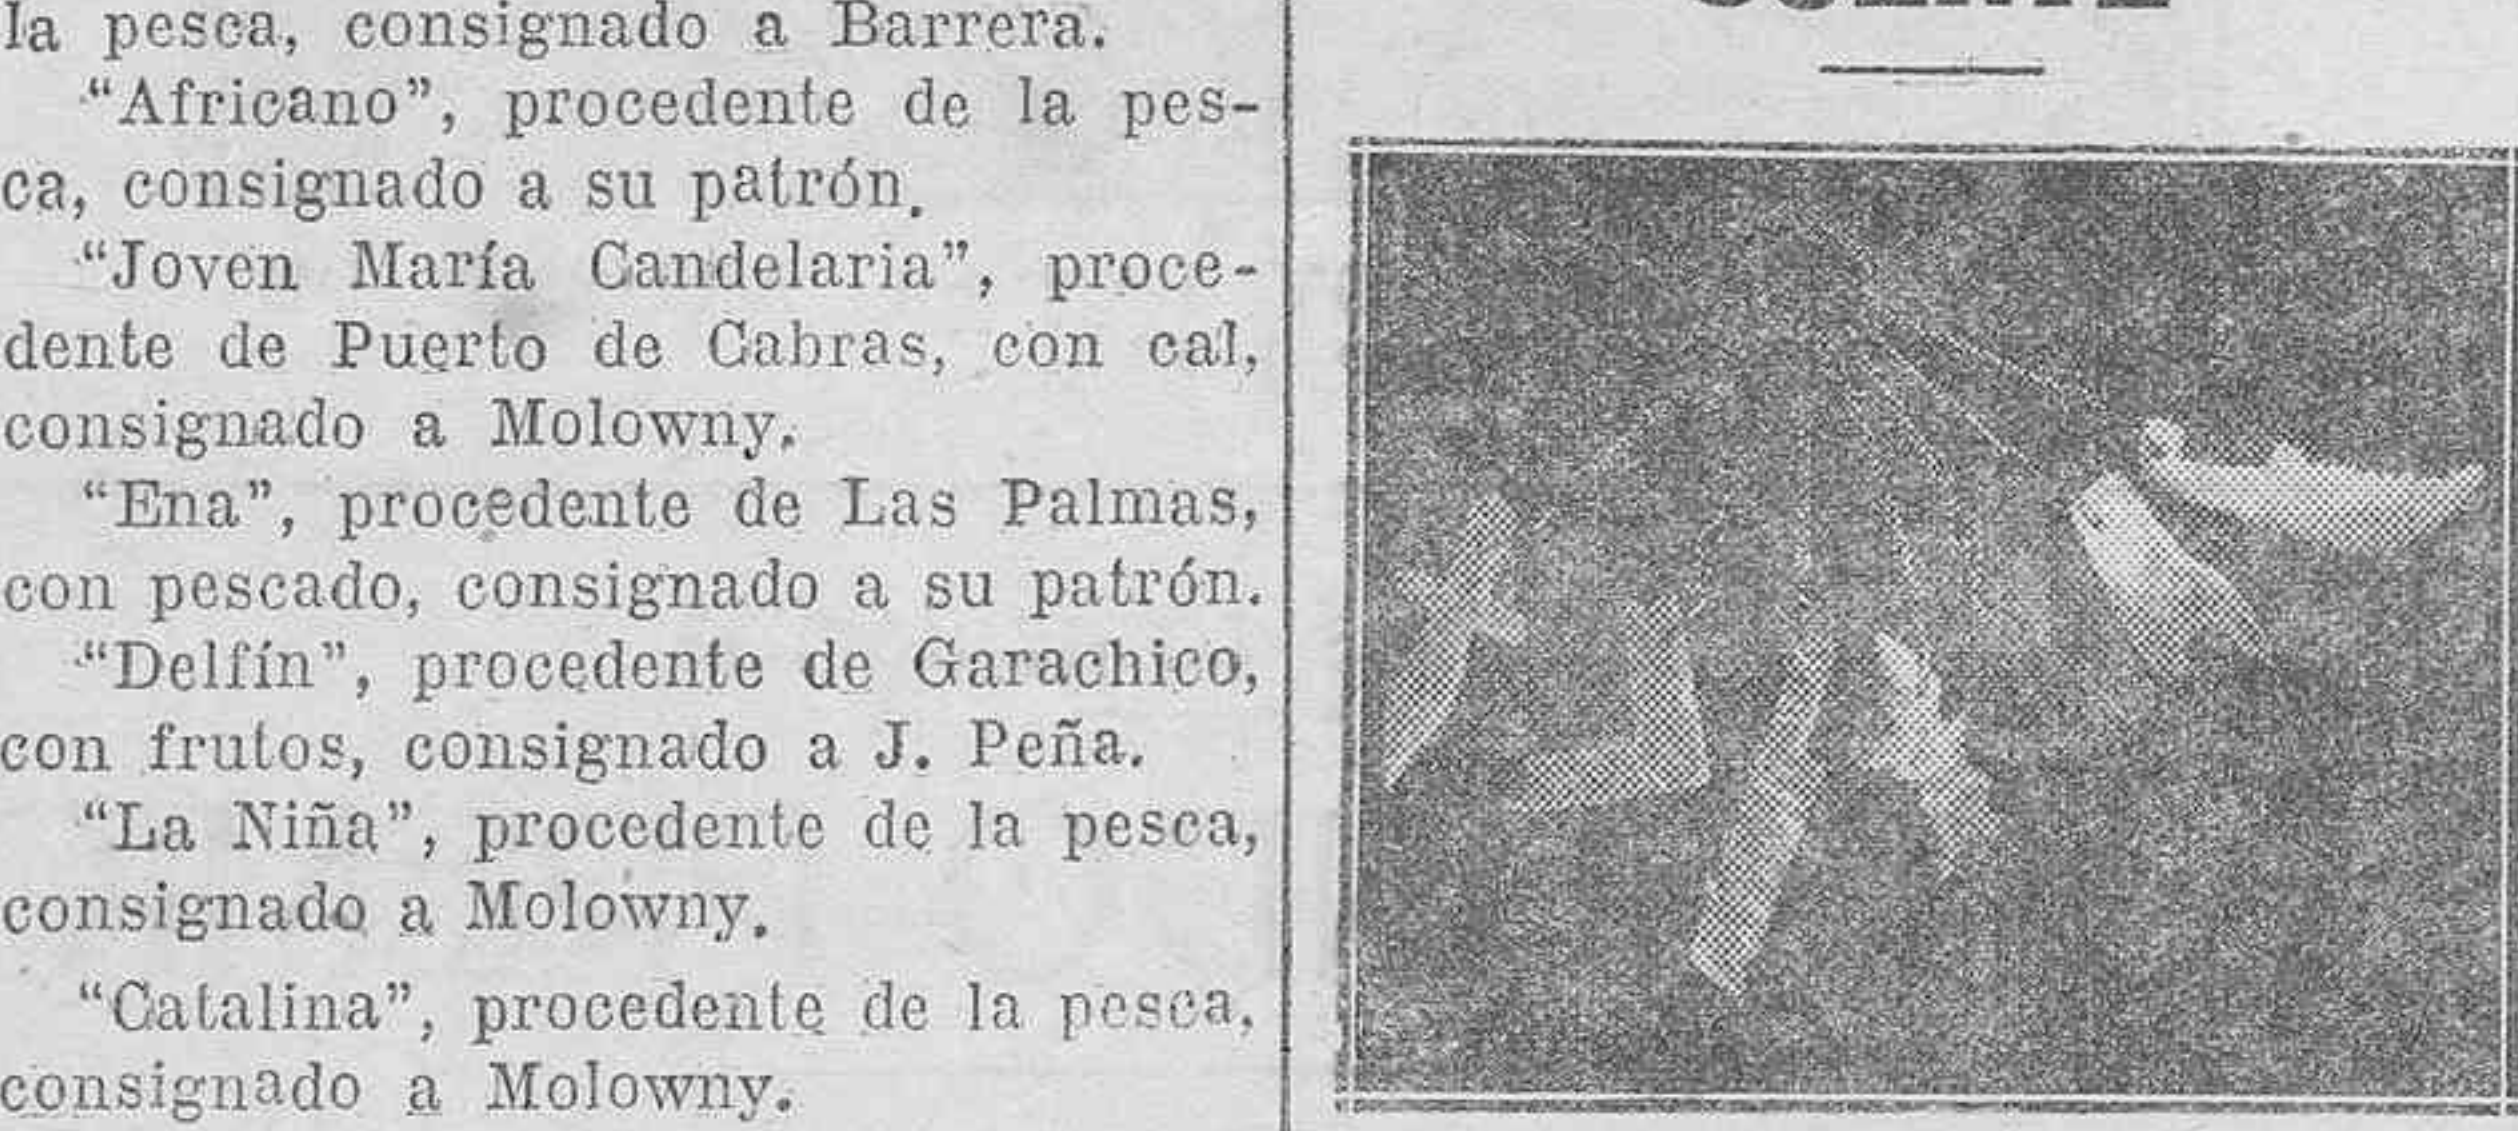 la pesca, consignado a Barrera.
“Africano”, procedente de la pes-
ca, consignado a su patrón.
“Joven María Candelaria”, proce-
dente de Puerto de Cabras, con cal,
consignado a Molowny.
“Ena”, procedente de Las Palmas,
con pescado, consignado a su patrón.
“Delfín”, procedente de Garachico,
con frutos, consignado a J. Peña.
“La Niña”, procedente de la pesca,
consignado a Molowny.
“Catalina”, procedente de la pesca,
consignado a Molowny.